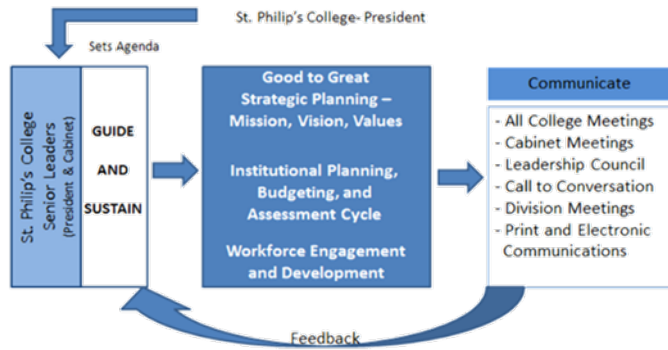 St. Philip's College- President
Sets Agenda
St. Philip's College
Senior Leaders
(President & Cabinet)
GUIDE
AND
SUSTAIN
Good to Great
Strategic Planning –
Mission, Vision, Values
Institutional Planning,
Budgeting, and
Assessment Cycle
Workforce Engagement
and Development
Communicate
- All College Meetings
- Cabinet Meetings
- Leadership Council
- Call to Conversation
- Division Meetings
- Print and Electronic
Communications
Feedback